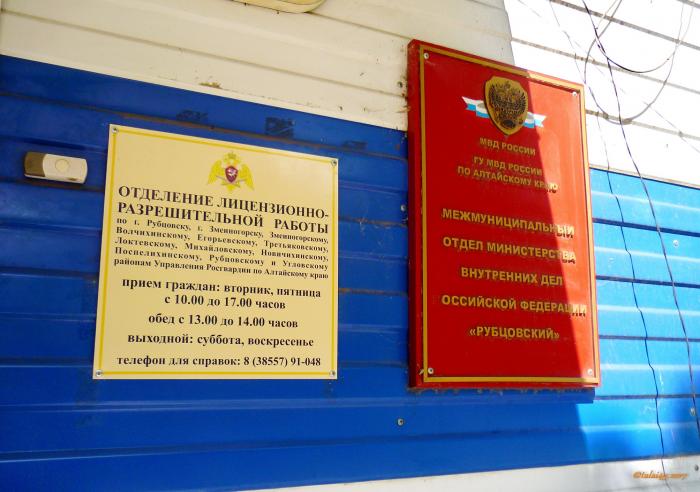 ОТДЕЛЕНИЕ ЛИЦЕНЗИОННО-
РАЗРЕШИТЕЛЬНОЙ РАБОТЫ
по г. Рубцовску, г. Змеиногорску, Змеиногорскому,
Волчихинскому, Егорьевскому, Третьяковскому,
Локтевскому, Михайловскому, Новичихинскому,
Поспелихинскому, Рубцовскому и Угловскому
районам Управления Росгвардии по Алтайскому краю
прием граждан: вторник, пятница
с 10.00 до 17.00 часов
обед с 13.00 до 14.00 часов
выходной: суббота, воскресенье
телефон для справок: 8 (38557) 91-048
МВД РОССИИ
ГУ МВД РОССИИ
ПО АЛТАЙСКОМУ КРАЮ
МЕЖМУНИЦИПАЛЬНЫЙ
ОТДЕЛ МИНИСТЕРСТВА
ВНУТРЕННИХ ДЕЛ
ОССИЙСКОЙ ФЕДЕРАЦИИ
«РУБЦОВСКИЙ»